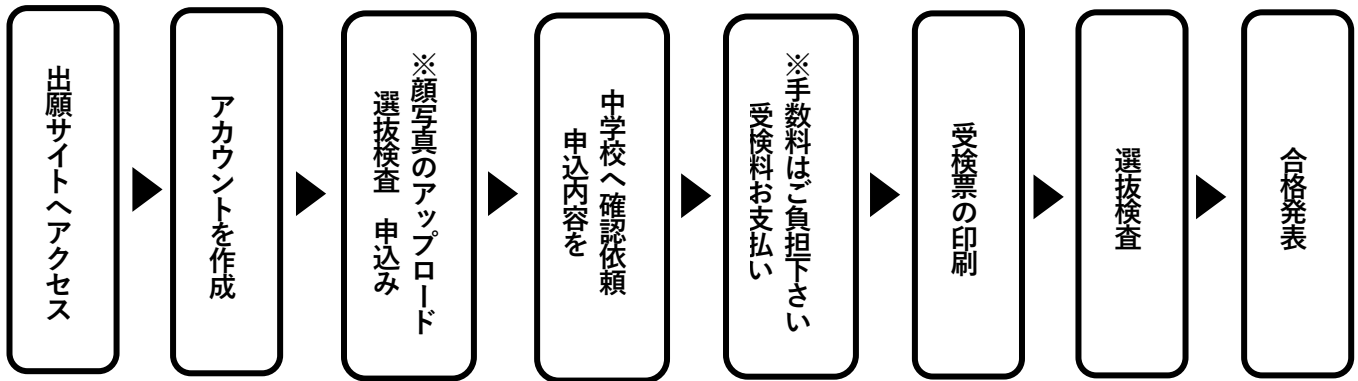 出願サイトへアクセス
アカウントを作成
選抜検査　申込み
※顔写真のアップロード
申込内容を
中学校へ確認依頼
受検料お支払い
※手数料はご負担下さい
受検票の印刷
選抜検査
合格発表